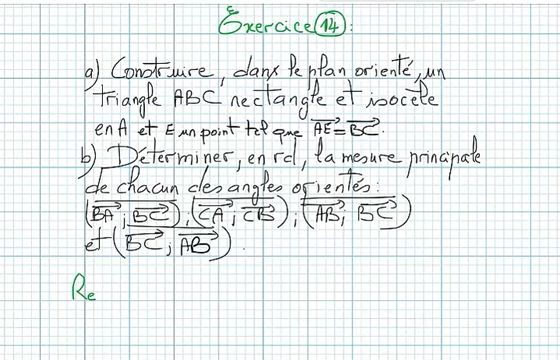 Exercice 14 :
a) Construire, dans le plan orienté, un
triangle ABC rectangle et isocèle
en A et E un point tel que AE = BC.
b) Déterminer, en rd, la mesure principale
de chacun des angles orientés :
(BA ; BC) ; (CA ; CB) ; (AB ; BC)
et (BC ; AB).
Re